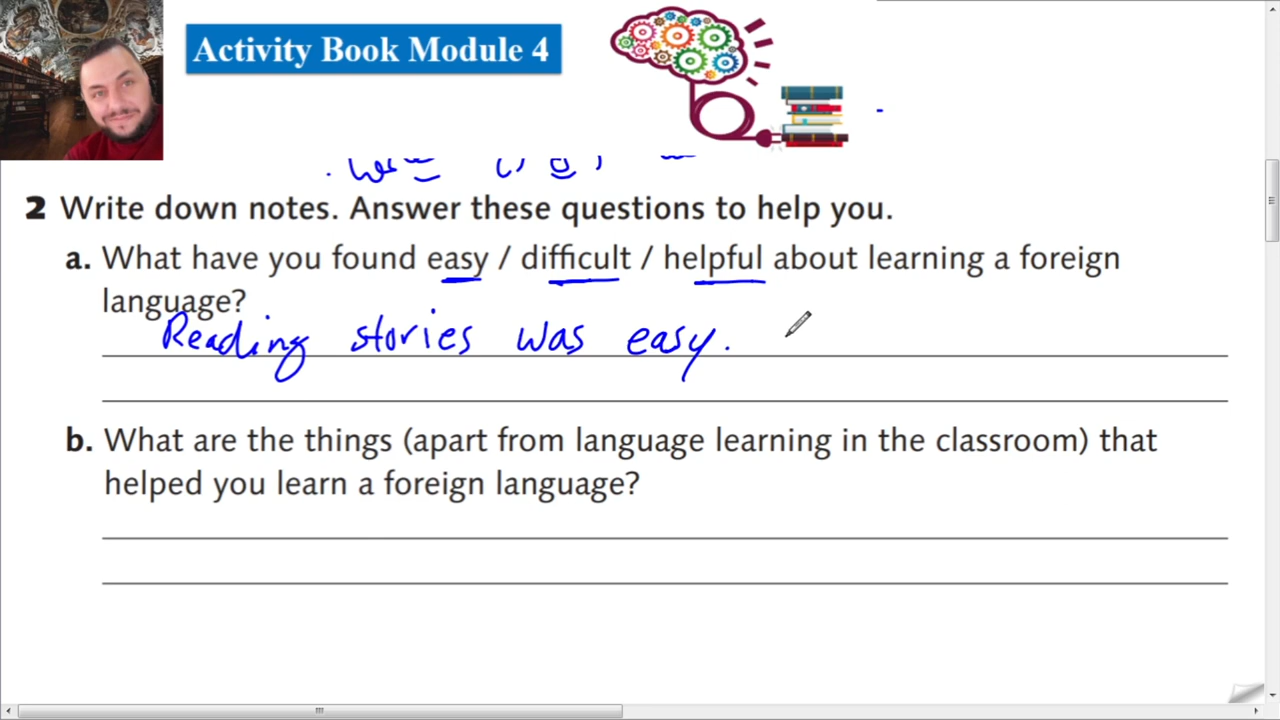 Activity Book Module 4
2 Write down notes. Answer these questions to help you.
a. What have you found easy / difficult / helpful about learning a foreign
language?
Reading stories was easy.
b. What are the things (apart from language learning in the classroom) that
helped you learn a foreign language?